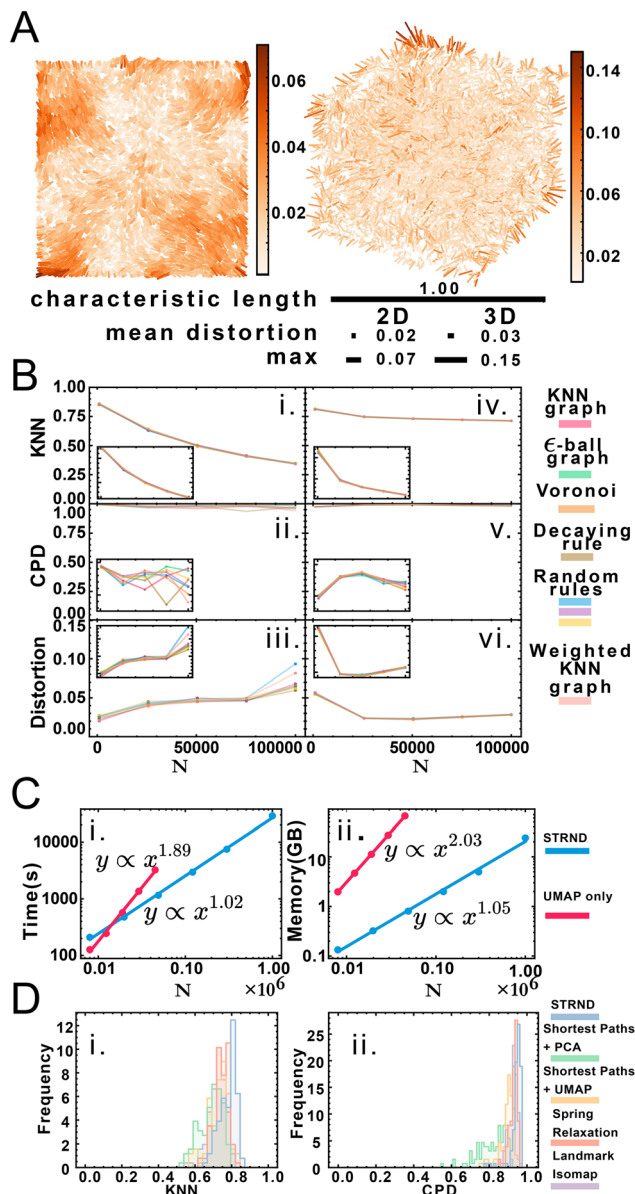 A
0.06
0.04
0.02
0.14
0.10
0.06
0.02
characteristic length
1.00
2D 3D
mean distortion 0.02 0.03
max 0.07 0.15
B
KNN
1.00
0.75
0.50
0.25
0.00
i.
iv.
CPD
0.50
0.25
0.00
ii.
v.
Distortion
0.15
0.10
0.05
0.00
iii.
vi.
0 50000 100000
N
0 50000 100000
N
KNN
graph
ϵ-ball
graph
Voronoi
Decaying
rule
Random
rules
Weighted
KNN
graph
C
Time(s)
10000
1000
100
i.
y ∝ x^1.89
y ∝ x^1.02
0.01 0.10 1.00
×10^6
N
Memory(GB)
10
1
0.1
ii.
y ∝ x^2.03
y ∝ x^1.05
0.01 0.10 1.00
×10^6
N
STRND
UMAP only
D
Frequency
12
10
8
6
4
2
0
i.
0.0 0.2 0.4 0.6 0.8 1.0
KNN
Frequency
25
20
15
10
5
0
ii.
0.0 0.2 0.4 0.6 0.8 1.0
CPD
STRND
Shortest Paths
+ PCA
Shortest Paths
+ UMAP
Spring
Relaxation
Landmark
Isomap